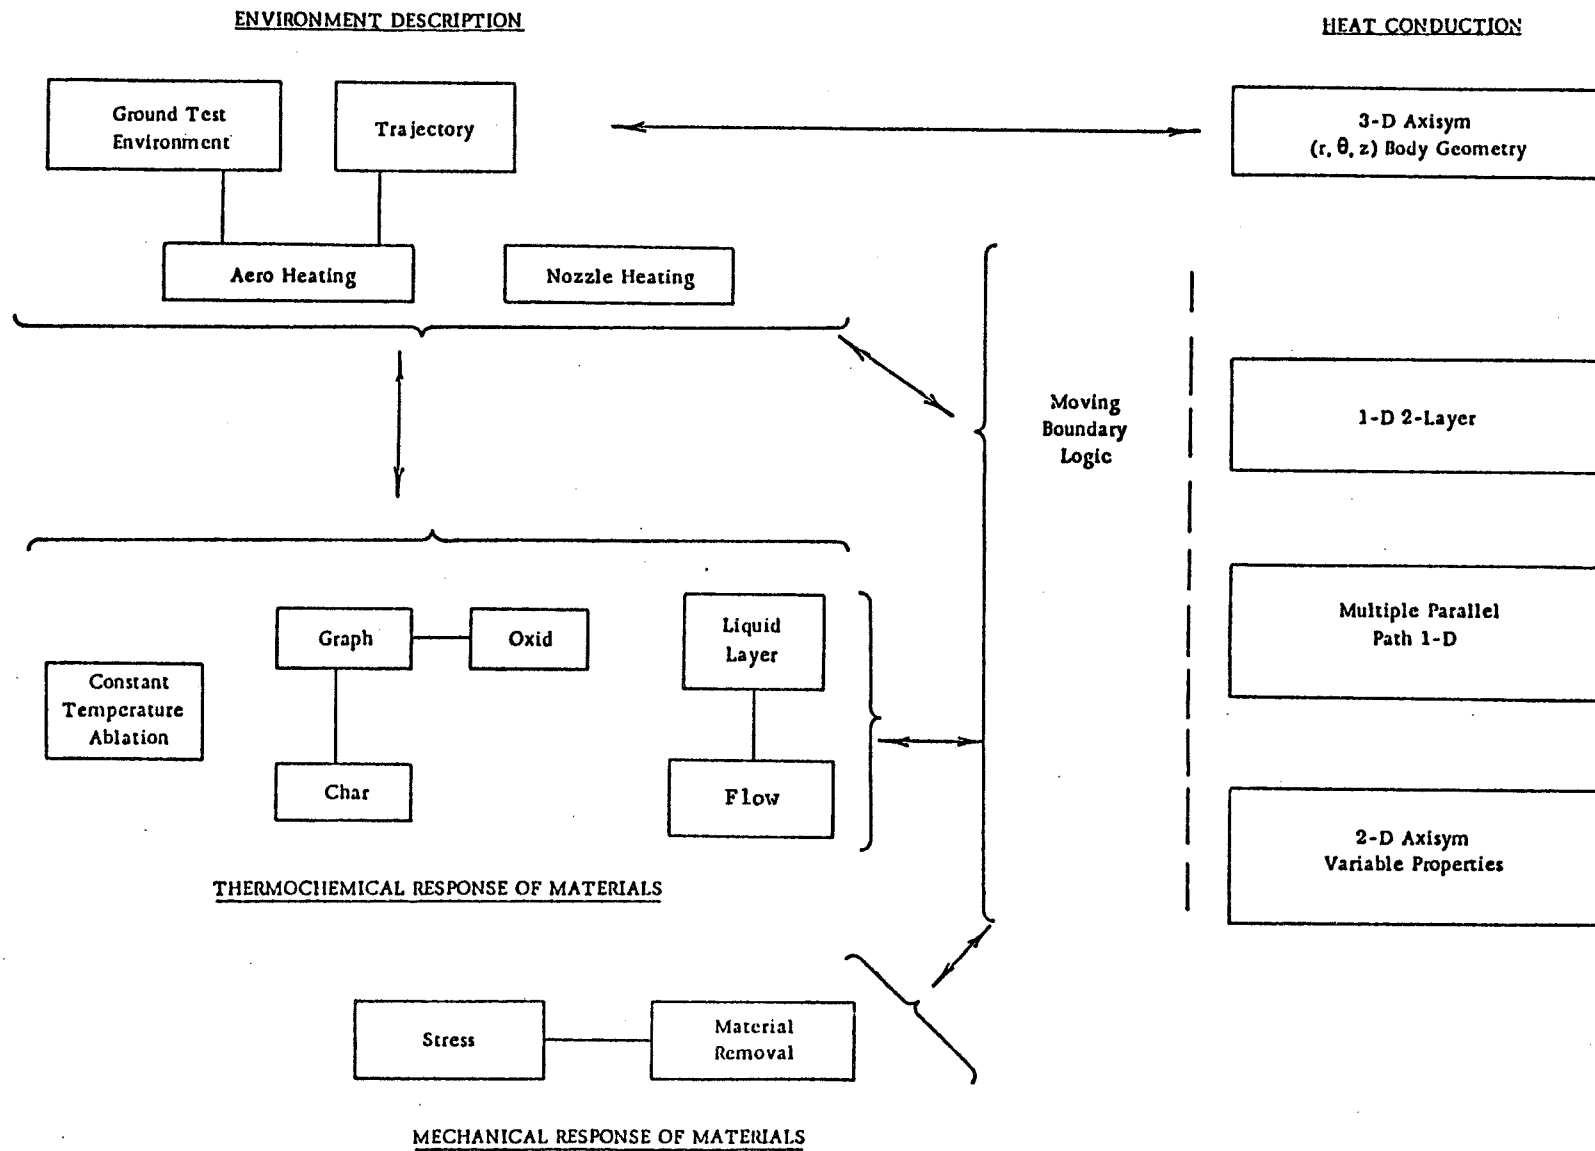 ENVIRONMENT DESCRIPTION
HEAT CONDUCTION
Ground Test
Environment
Trajectory
3-D Axisym
(r, θ, z) Body Geometry
Aero Heating
Nozzle Heating
Moving
Boundary
Logic
1-D 2-Layer
Graph
Oxid
Liquid
Layer
Multiple Parallel
Path 1-D
Constant
Temperature
Ablation
Char
Flow
2-D Axisym
Variable Properties
THERMOCHEMICAL RESPONSE OF MATERIALS
Stress
Material
Removal
MECHANICAL RESPONSE OF MATERIALS